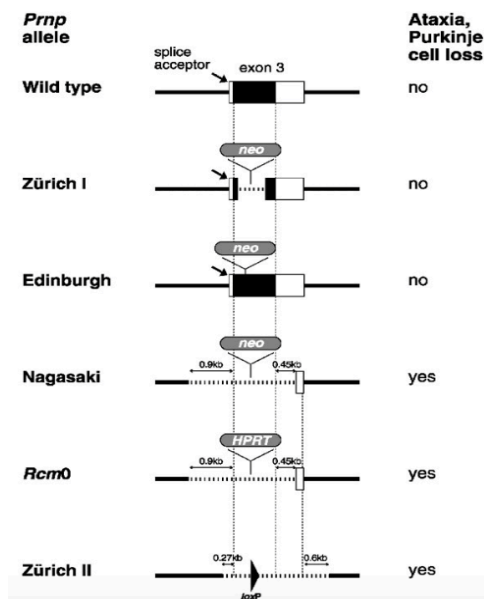 Prnp
allele
Ataxia,
Purkinje
cell loss
splice
acceptor
exon 3
Wild type
no
neo
Zürich I
no
neo
Edinburgh
no
neo
0.9kb
0.45kb
Nagasaki
yes
HPRT
0.9kb
0.45kb
Rcm0
yes
0.27kb
0.6kb
Zürich II
yes
loxP